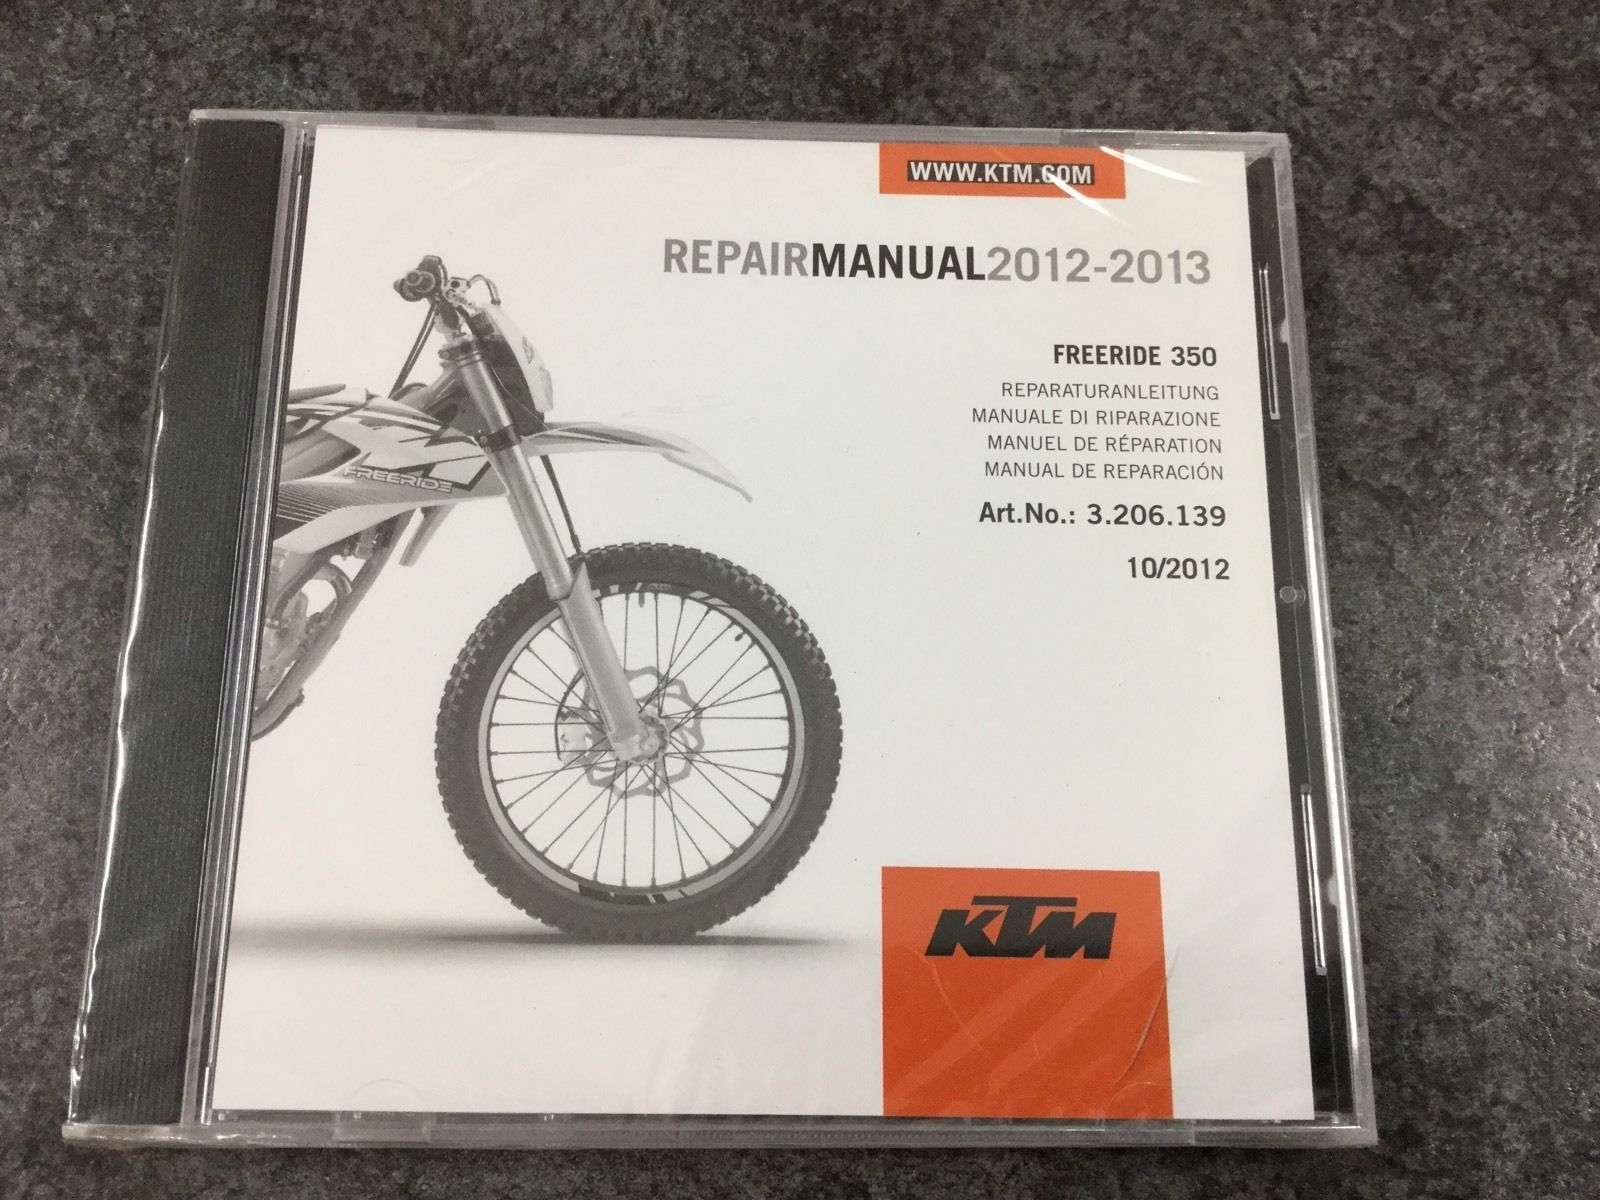 WWW.KTM.COM
REPAIRMANUAL2012-2013
FREERIDE 350
REPARATURANLEITUNG
MANUALE DI RIPARAZIONE
MANUEL DE RÉPARATION
MANUAL DE REPARACIÓN
Art.No.: 3.206.139
10/2012
FREERIDE
KTM